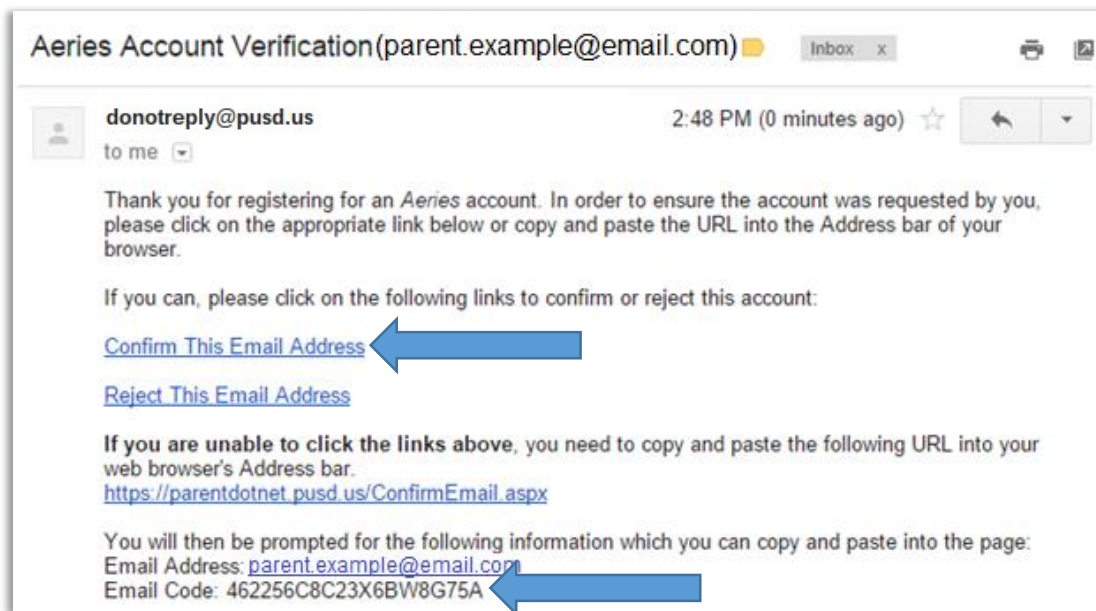 Aeries Account Verification(parent.example@email.com) Inbox x
donotreply@pusd.us 2:48 PM (0 minutes ago)
to me
Thank you for registering for an Aeries account. In order to ensure the account was requested by you,
please click on the appropriate link below or copy and paste the URL into the Address bar of your
browser.
If you can, please click on the following links to confirm or reject this account:
Confirm This Email Address
Reject This Email Address
If you are unable to click the links above, you need to copy and paste the following URL into your
web browser's Address bar.
https://parentdotnet.pusd.us/ConfirmEmail.aspx
You will then be prompted for the following information which you can copy and paste into the page:
Email Address: parent.example@email.com
Email Code: 462256C8C23X6BW8G75A